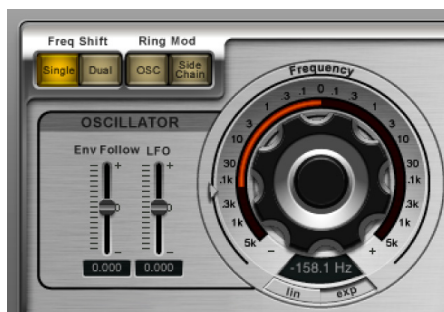 Freq Shift Ring Mod
Single Dual OSC Side Chain
Frequency
OSCILLATOR
Env Follow LFO
+ +
0 0
- -
0.000 0.000
5k 1k .3k .1k 30 10 3 1 .3 .1 0 .1 .3 1 3 10 30 .1k .3k 1k 5k
- +
-158.1 Hz
lin exp